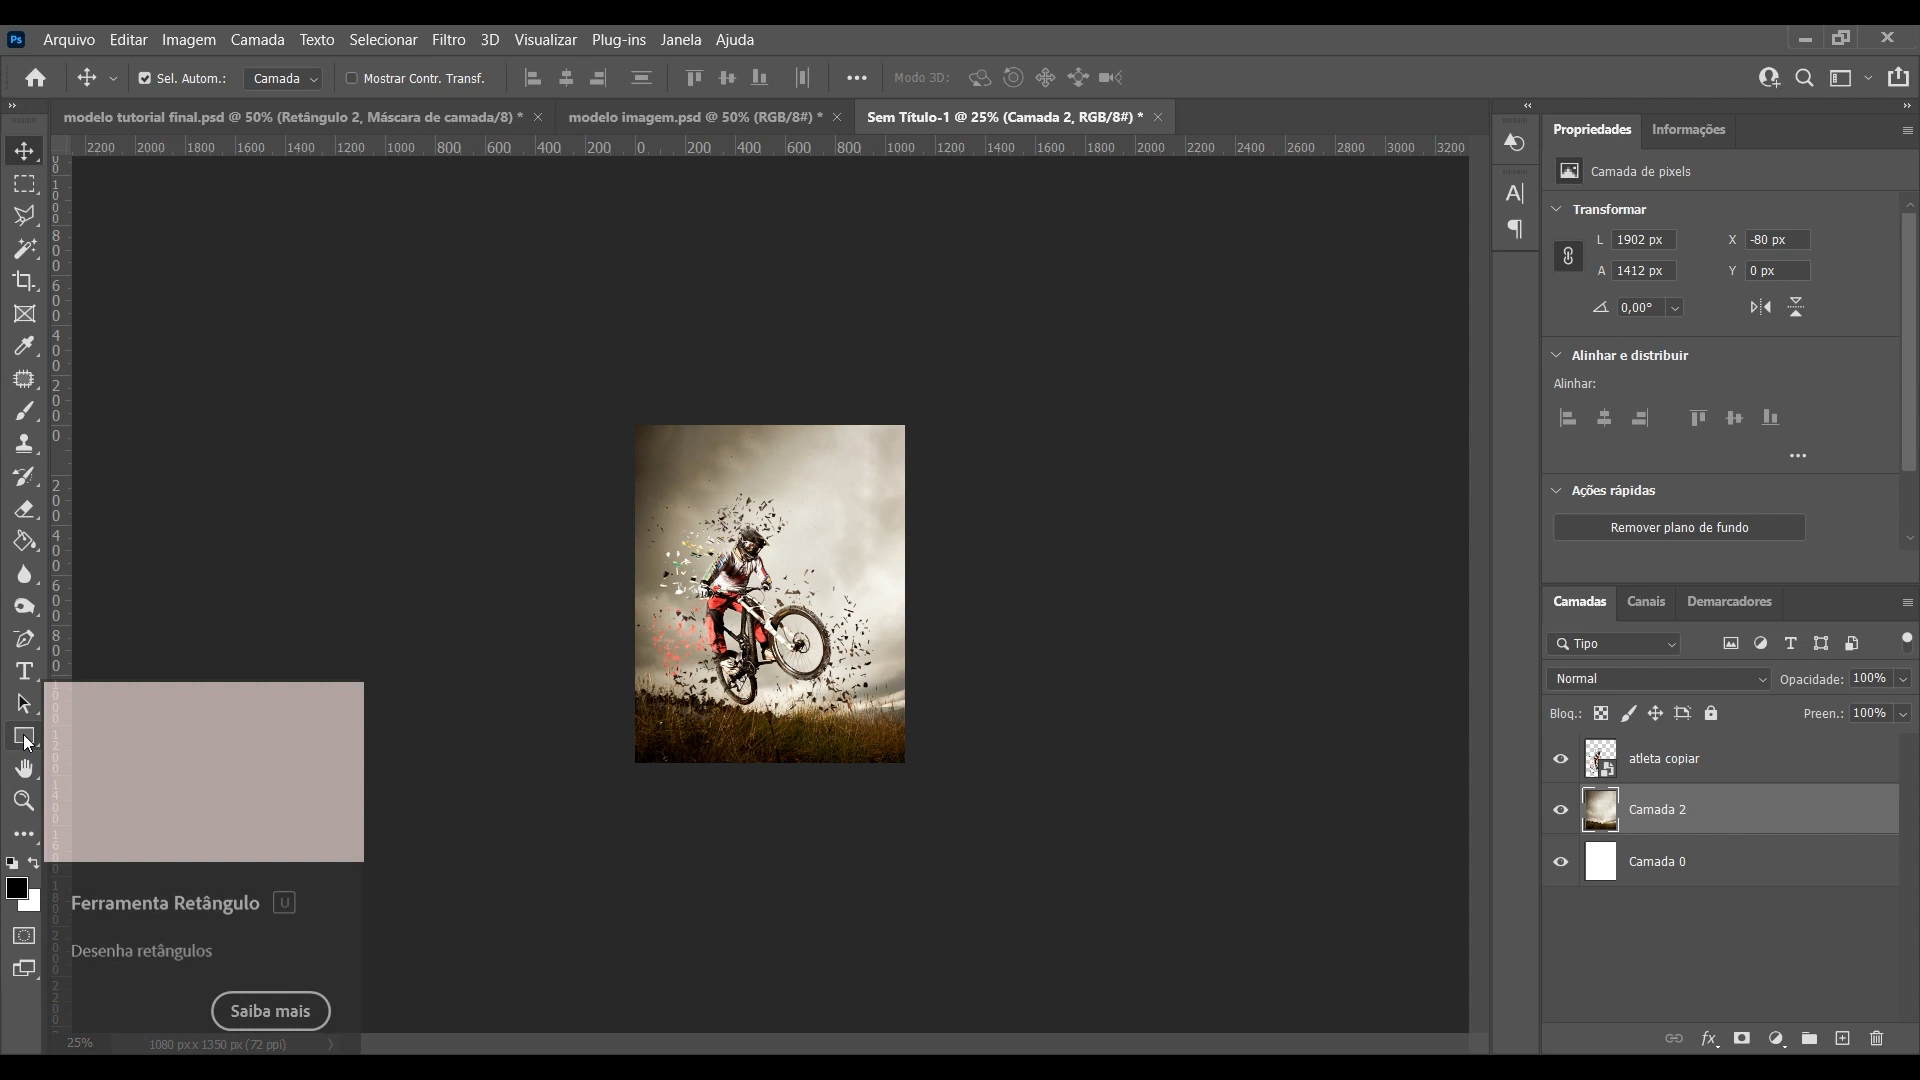 Ps Arquivo Editar Imagem Camada Texto Selecionar Filtro 3D Visualizar Plug-ins Janela Ajuda
Sel. Autom.: Camada Mostrar Contr. Transf. Modo 3D:
modelo tutorial final.psd @ 50% (Retângulo 2, Máscara de camada/8) *
modelo imagem.psd @ 50% (RGB/8#) *
Sem Título-1 @ 25% (Camada 2, RGB/8#) *
2200 2000 1800 1600 1400 1200 1000 800 600 400 200 0 200 400 600 800 1000 1200 1400 1600 1800 2000 2200 2400 2600 2800 3000 3200
Propriedades Informações
Camada de pixels
Transformar
L 1902 px X -80 px
A 1412 px Y 0 px
0,00°
Alinhar e distribuir
Alinhar:
Ações rápidas
Remover plano de fundo
Camadas Canais Demarcadores
Tipo
Normal Opacidade: 100%
Bloq.: Preen.: 100%
atleta copiar
Camada 2
Camada 0
Ferramenta Retângulo U
Desenha retângulos
Saiba mais
25% 1080 px x 1350 px (72 ppi)